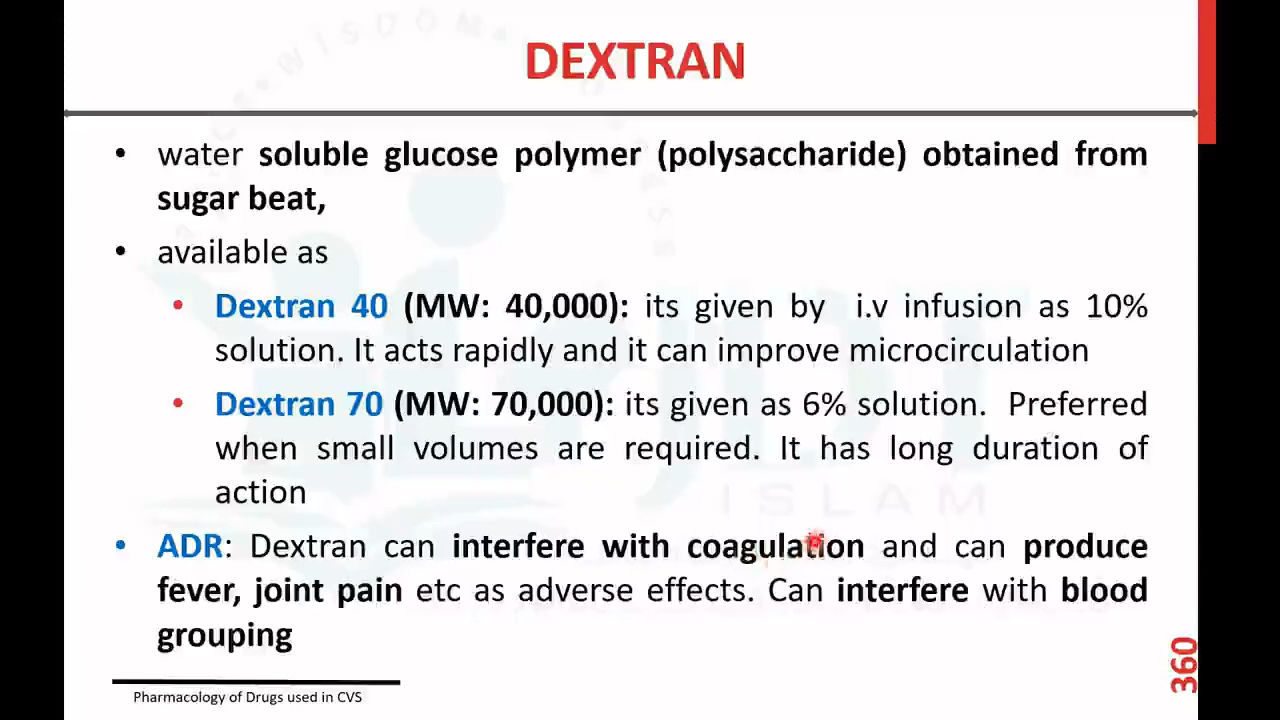 DEXTRAN
• water soluble glucose polymer (polysaccharide) obtained from
sugar beat,
• available as
• Dextran 40 (MW: 40,000): its given by i.v infusion as 10%
solution. It acts rapidly and it can improve microcirculation
• Dextran 70 (MW: 70,000): its given as 6% solution. Preferred
when small volumes are required. It has long duration of
action
• ADR: Dextran can interfere with coagulation and can produce
fever, joint pain etc as adverse effects. Can interfere with blood
grouping
Pharmacology of Drugs used in CVS
360
WISDOM
ISLAM